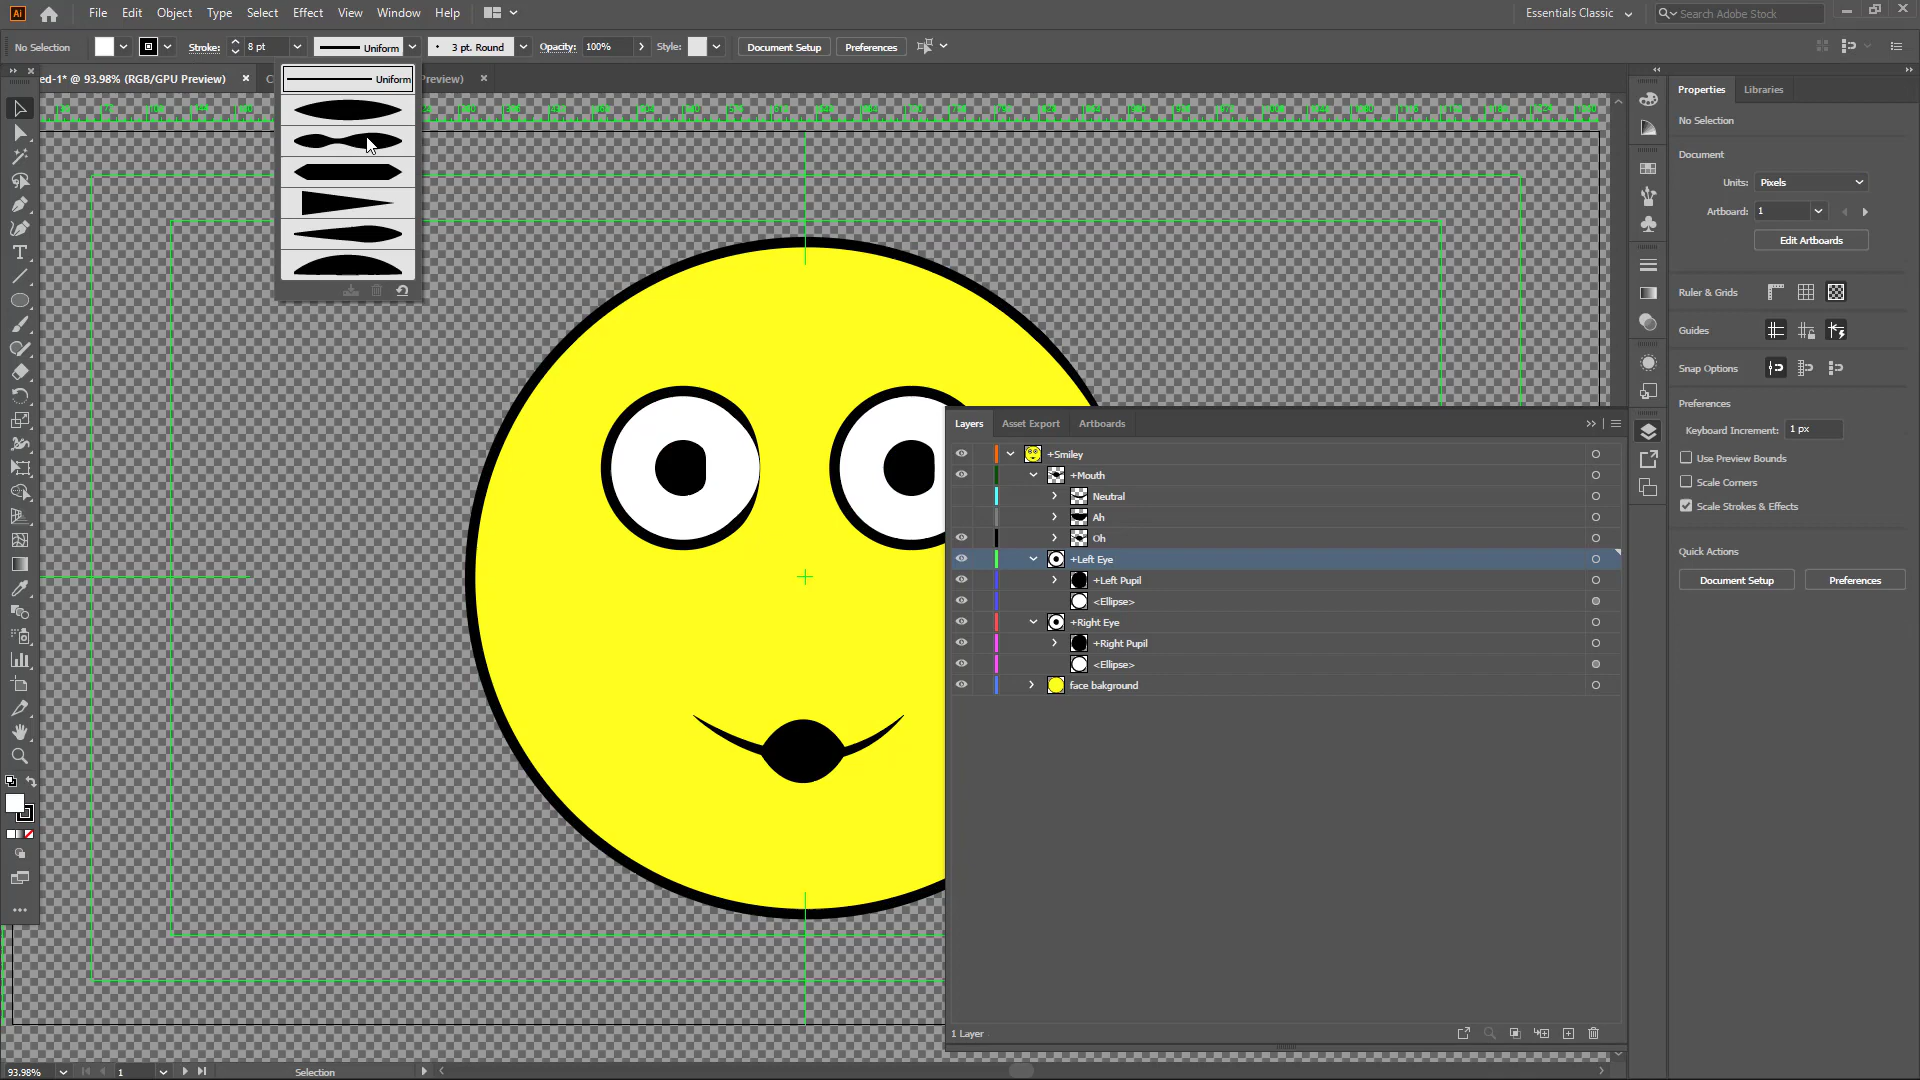 Ai
File Edit Object Type Select Effect View Window Help
Essentials Classic
Search Adobe Stock
No Selection
Stroke: 8 pt
Uniform
3 pt. Round
Opacity: 100%
Style:
Document Setup
Preferences
ed-1* @ 93.98% (RGB/GPU Preview) ×
C
review) ×
Uniform
Properties Libraries
No Selection
Document
Units: Pixels
Artboard: 1
Edit Artboards
Ruler & Grids
Guides
Snap Options
Preferences
Keyboard Increment: 1 px
Use Preview Bounds
Scale Corners
Scale Strokes & Effects
Quick Actions
Document Setup
Preferences
Layers Asset Export Artboards
+Smiley
+Mouth
Neutral
Ah
Oh
+Left Eye
+Left Pupil
<Ellipse>
+Right Eye
+Right Pupil
<Ellipse>
face bakground
1 Layer
93.98%
1
Selection